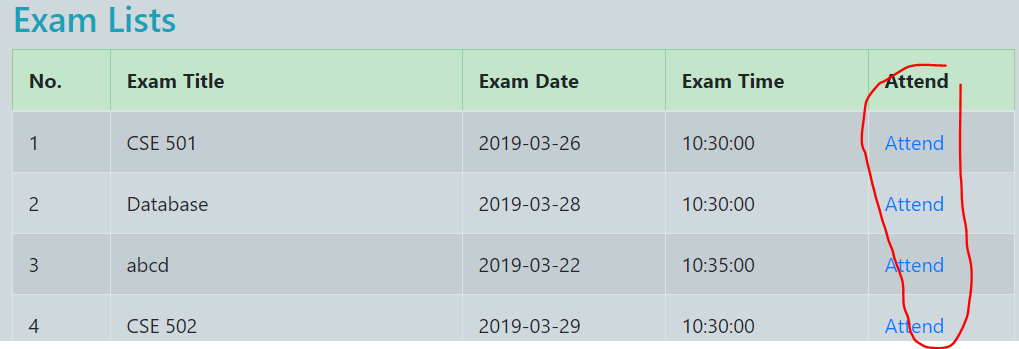 Exam Lists
No. Exam Title Exam Date Exam Time Attend
1 CSE 501 2019-03-26 10:30:00 Attend
2 Database 2019-03-28 10:30:00 Attend
3 abcd 2019-03-22 10:35:00 Attend
4 CSE 502 2019-03-29 10:30:00 Attend